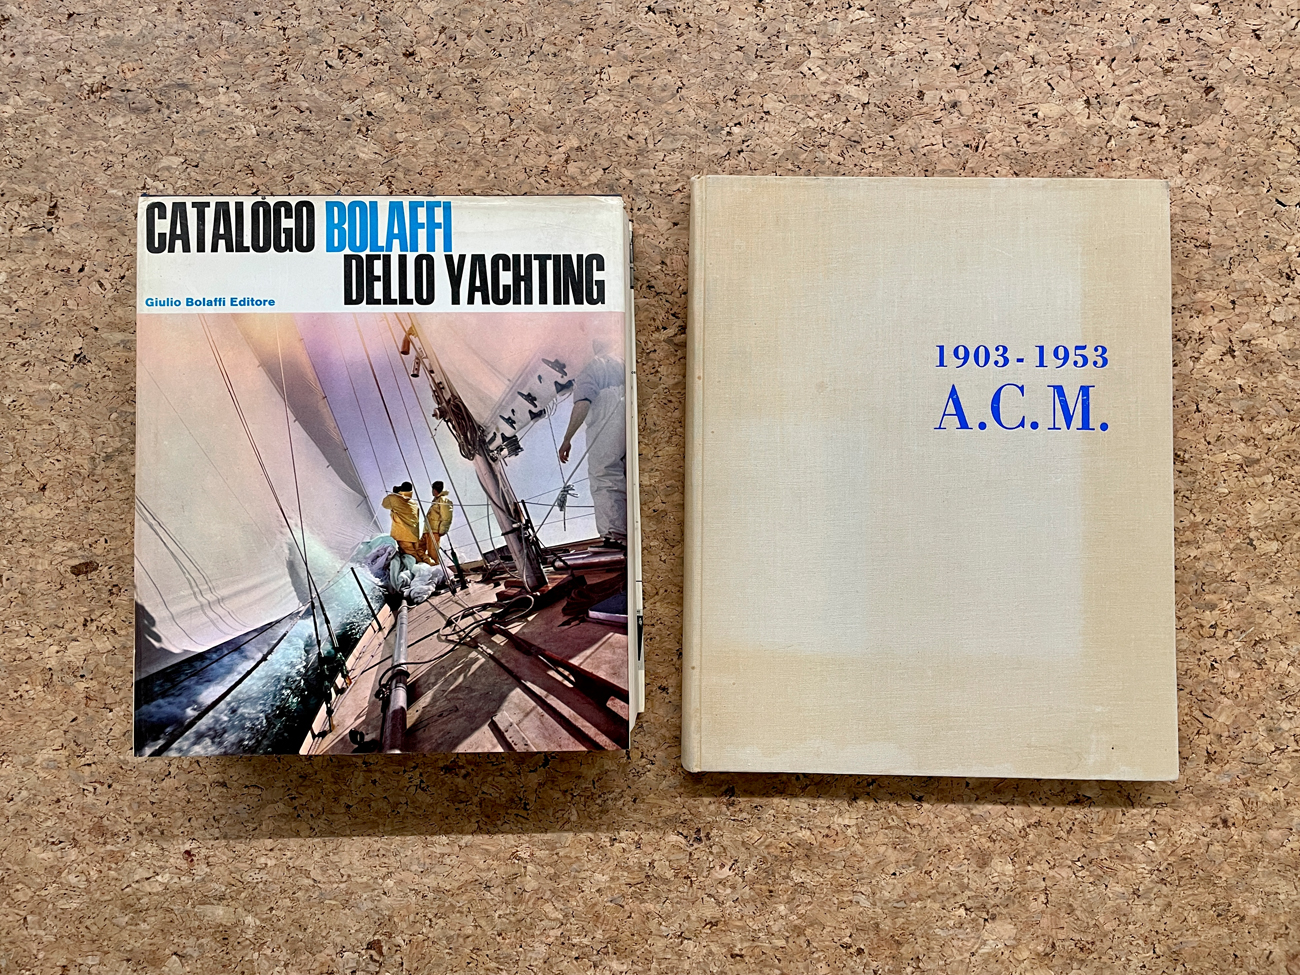 CATALOGO BOLAFFI
DELLO YACHTING
Giulio Bolaffi Editore
1903 - 1953
A.C.M.